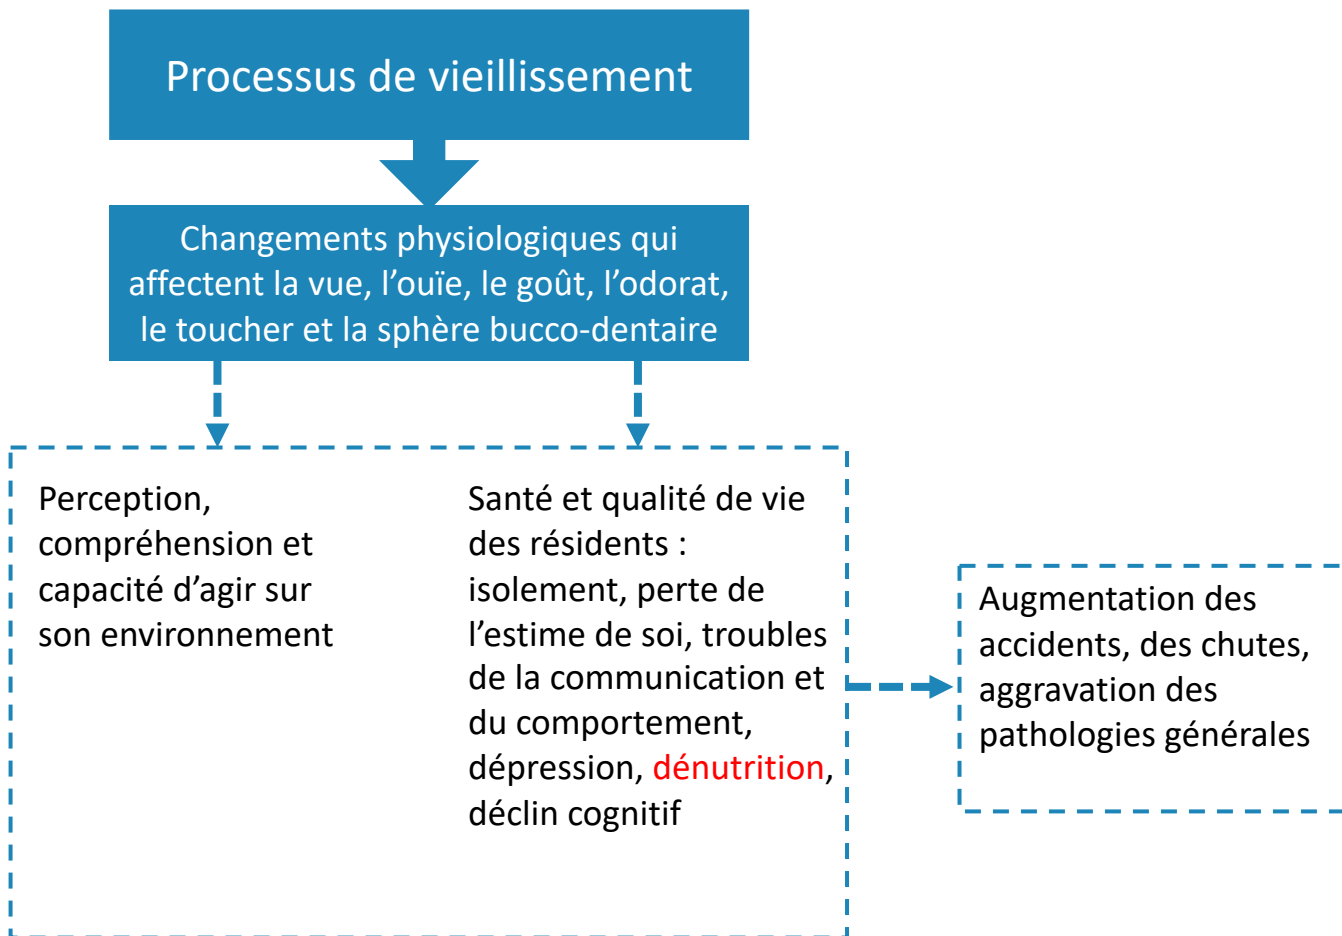 Processus de vieillissement
Changements physiologiques qui
affectent la vue, l’ouïe, le goût, l’odorat,
le toucher et la sphère bucco-dentaire
Perception,
compréhension et
capacité d’agir sur
son environnement
Santé et qualité de vie
des résidents :
isolement, perte de
l’estime de soi, troubles
de la communication et
du comportement,
dépression, dénutrition,
déclin cognitif
Augmentation des
accidents, des chutes,
aggravation des
pathologies générales